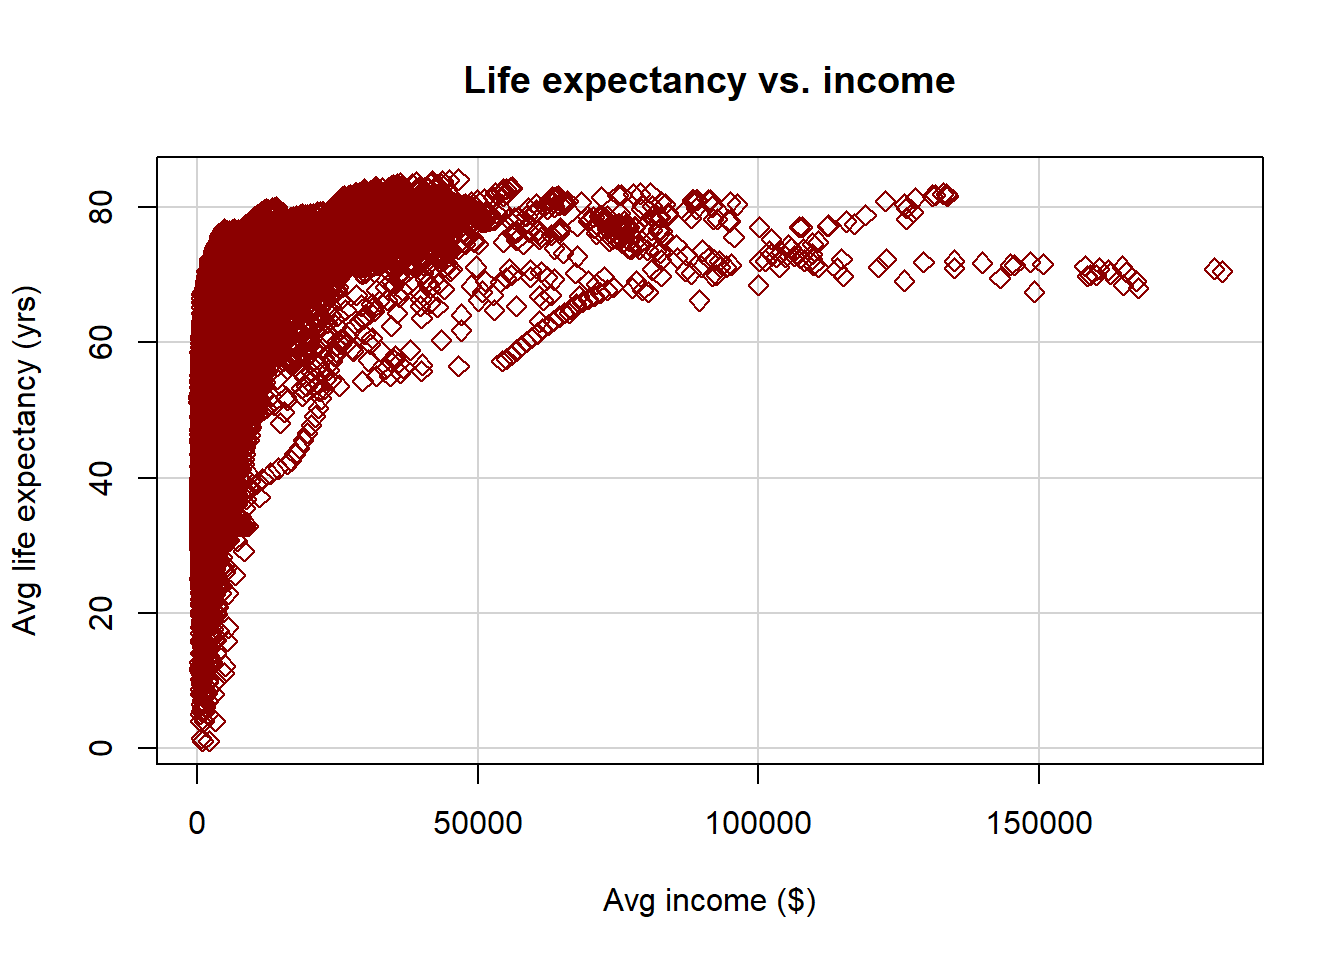 Life expectancy vs. income
Avg life expectancy (yrs)
80
60
40
20
0
0 50000 100000 150000
Avg income ($)